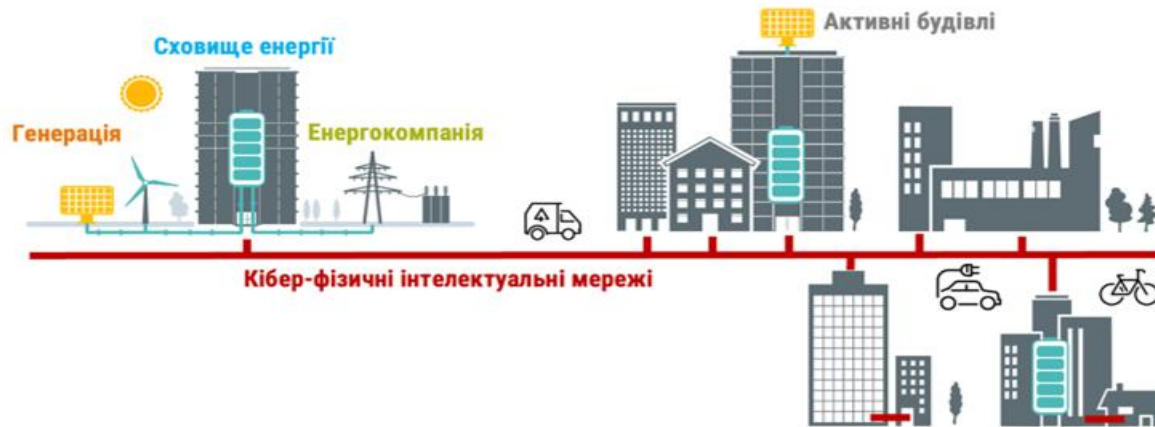 Сховище енергії
Активні будівлі
Генерація
Енергокомпанія
Кібер-фізичні інтелектуальні мережі